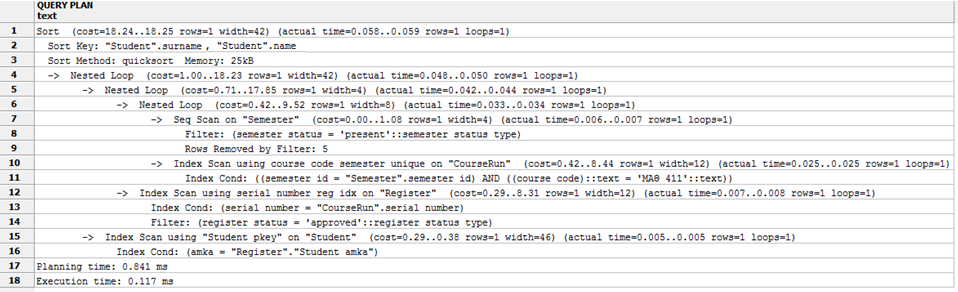 QUERY PLAN
text
1 Sort (cost=18.24..18.25 rows=1 width=42) (actual time=0.058..0.059 rows=1 loops=1)
2 Sort Key: "Student".surname, "Student".name
3 Sort Method: quicksort Memory: 25kB
4 -> Nested Loop (cost=1.00..18.23 rows=1 width=42) (actual time=0.048..0.050 rows=1 loops=1)
5 -> Nested Loop (cost=0.71..17.85 rows=1 width=4) (actual time=0.042..0.044 rows=1 loops=1)
6 -> Nested Loop (cost=0.42..9.52 rows=1 width=8) (actual time=0.033..0.034 rows=1 loops=1)
7 -> Seq Scan on "Semester" (cost=0.00..1.08 rows=1 width=4) (actual time=0.006..0.007 rows=1 loops=1)
8 Filter: (semester status = 'present'::semester status type)
9 Rows Removed by Filter: 5
10 -> Index Scan using course code semester unique on "CourseRun" (cost=0.42..8.44 rows=1 width=12) (actual time=0.025..0.025 rows=1 loops=1)
11 Index Cond: ((semester id = "Semester".semester id) AND ((course code)::text = 'ΜΑΘ 411'::text))
12 -> Index Scan using serial number reg idx on "Register" (cost=0.29..8.31 rows=1 width=12) (actual time=0.007..0.008 rows=1 loops=1)
13 Index Cond: (serial number = "CourseRun".serial number)
14 Filter: (register status = 'approved'::register status type)
15 -> Index Scan using "Student pkey" on "Student" (cost=0.29..0.38 rows=1 width=46) (actual time=0.005..0.005 rows=1 loops=1)
16 Index Cond: (amka = "Register"."Student amka")
17 Planning time: 0.841 ms
18 Execution time: 0.117 ms